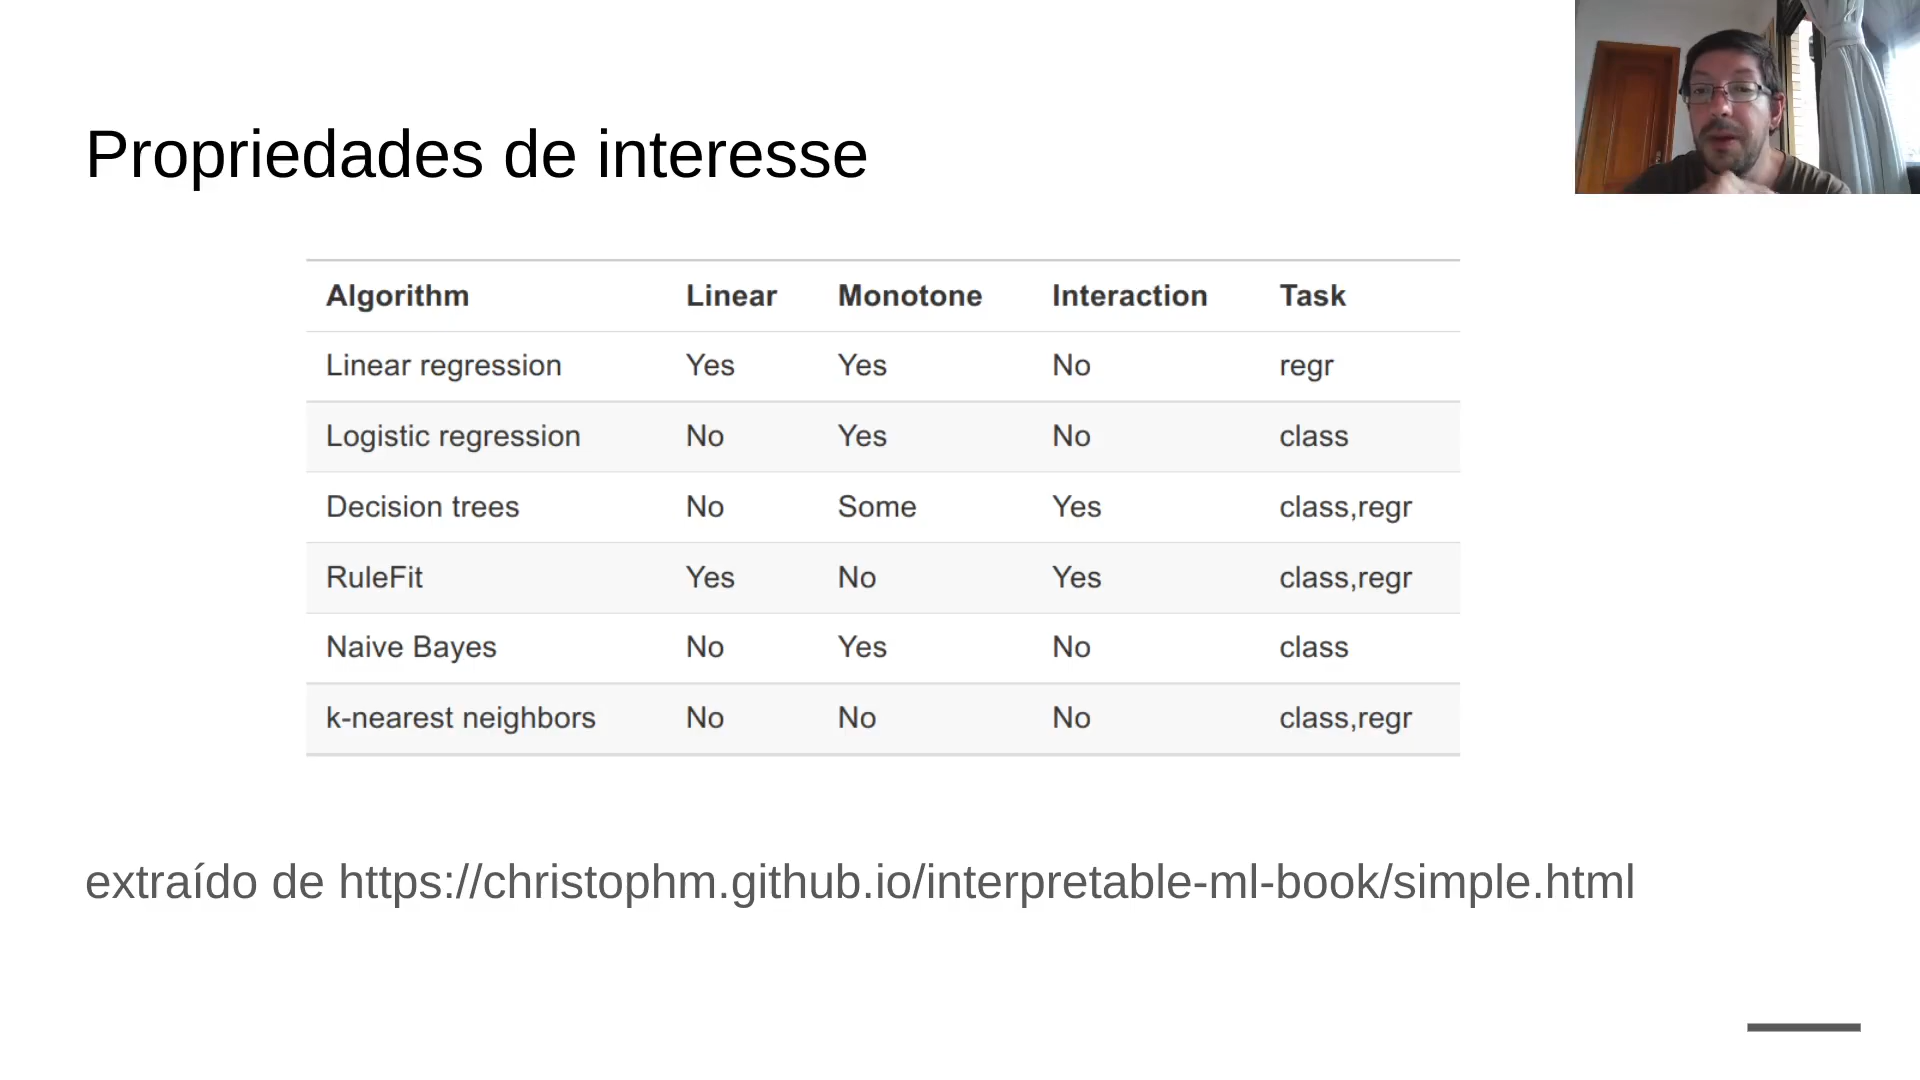 Propriedades de interesse
Algorithm Linear Monotone Interaction Task
Linear regression Yes Yes No regr
Logistic regression No Yes No class
Decision trees No Some Yes class,regr
RuleFit Yes No Yes class,regr
Naive Bayes No Yes No class
k-nearest neighbors No No No class,regr
extraído de https://christophm.github.io/interpretable-ml-book/simple.html